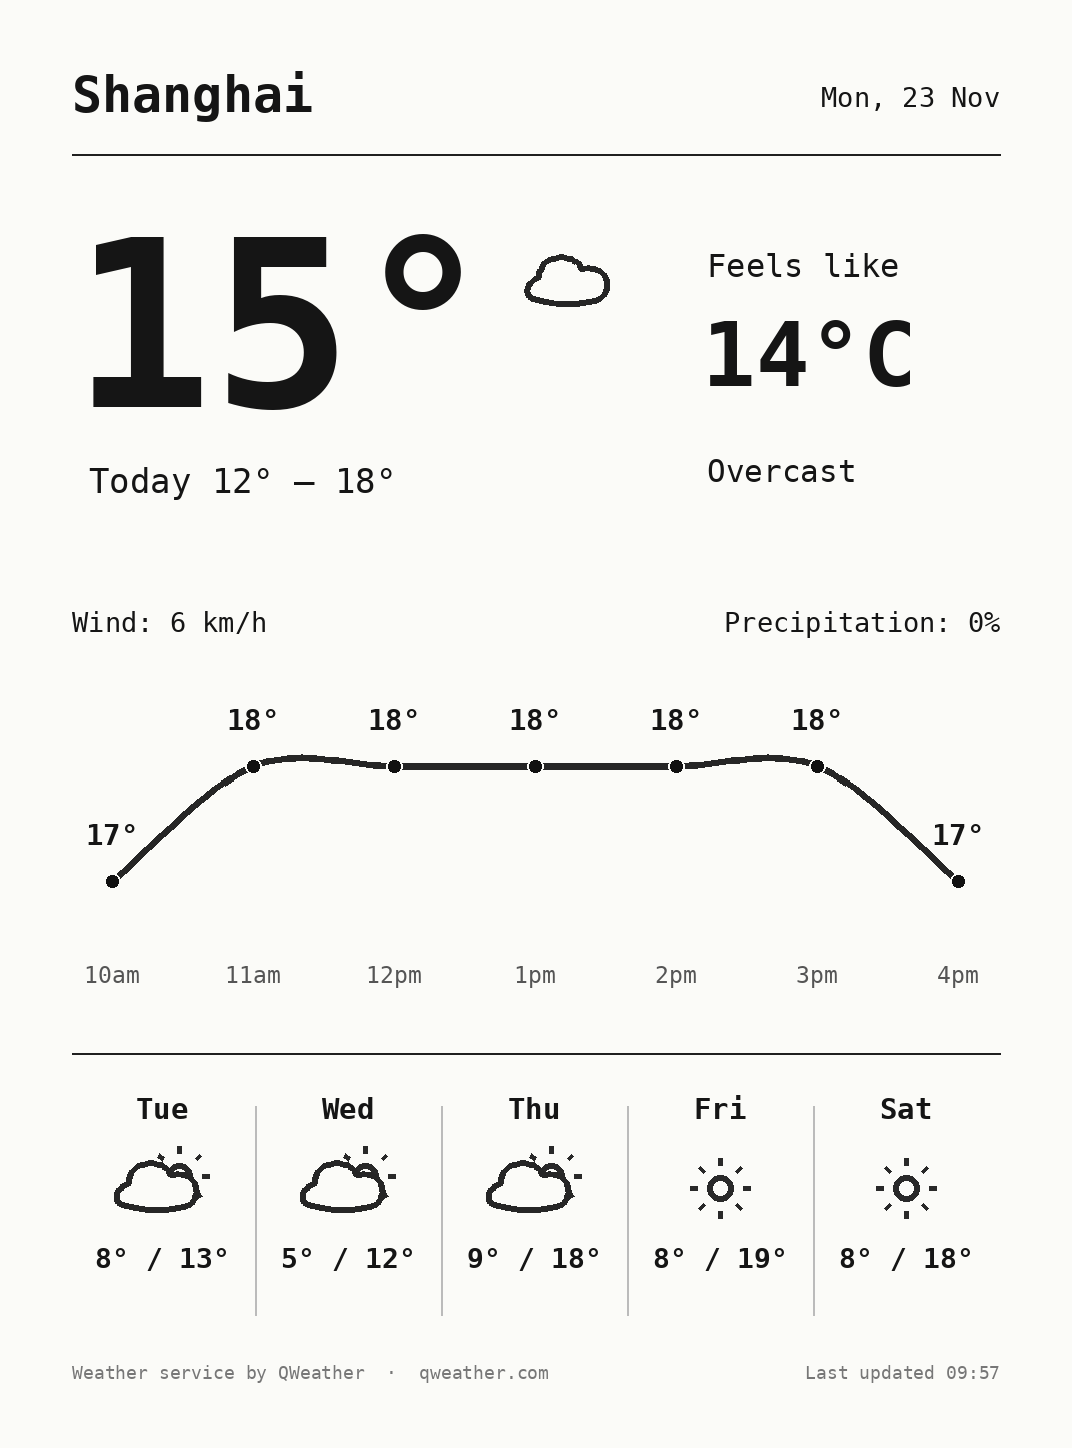 Shanghai
Mon, 23 Nov
15°
Feels like
14°C
Today 12° – 18°
Overcast
Wind: 6 km/h
Precipitation: 0%
18° 18° 18° 18° 18°
17° 17°
10am 11am 12pm 1pm 2pm 3pm 4pm
Tue Wed Thu Fri Sat
8° / 13° 5° / 12° 9° / 18° 8° / 19° 8° / 18°
Weather service by QWeather · qweather.com
Last updated 09:57